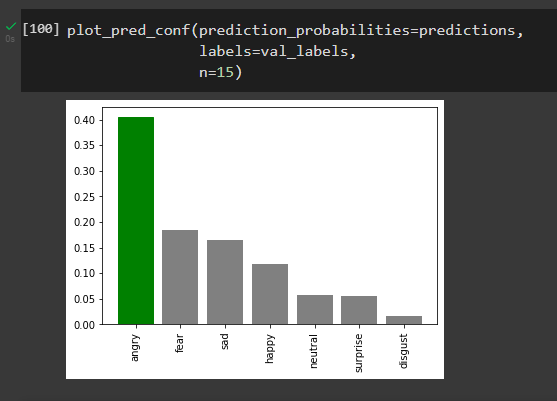 [100] plot_pred_conf(prediction_probabilities=predictions,
labels=val_labels,
n=15)
0s
0.40
0.35
0.30
0.25
0.20
0.15
0.10
0.05
0.00
angry
fear
sad
happy
neutral
surprise
disgust